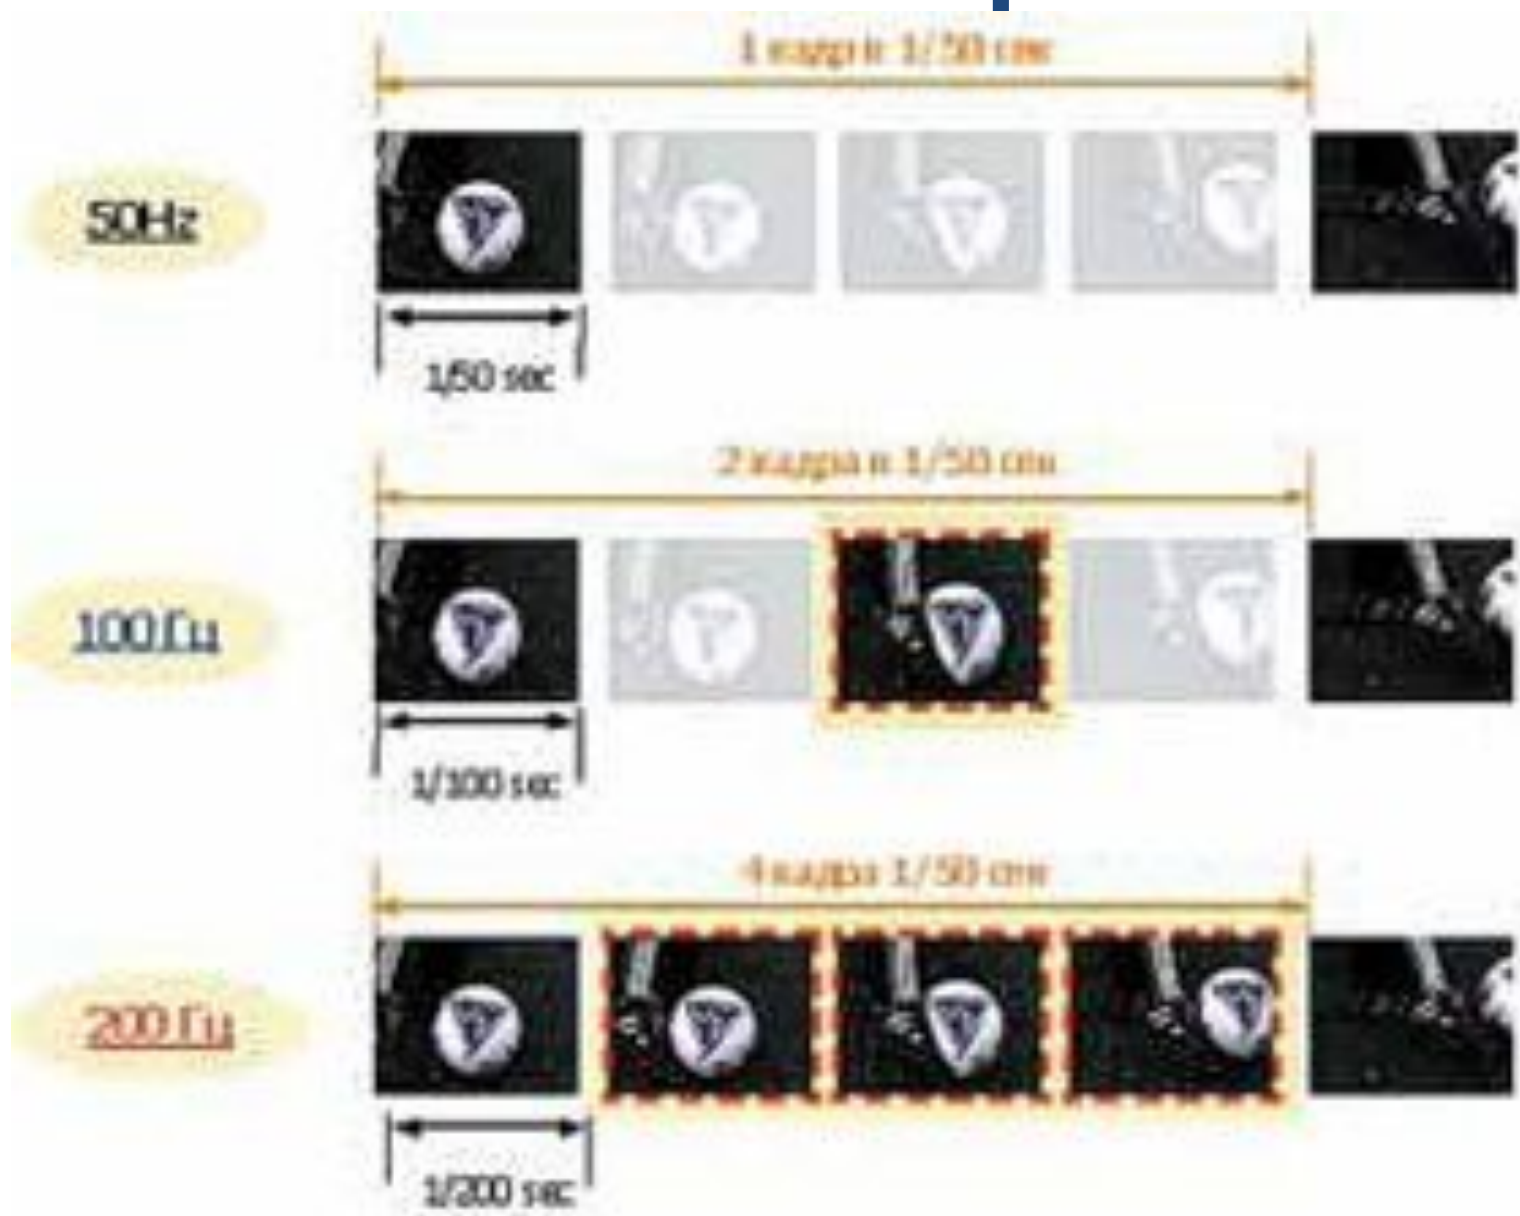 1 кадр в 1/50 сек
50Hz
1/50 sec
2 кадра в 1/50 сек
100 Гц
1/100 sec
4 кадра 1/50 сек
200 Гц
1/200 sec